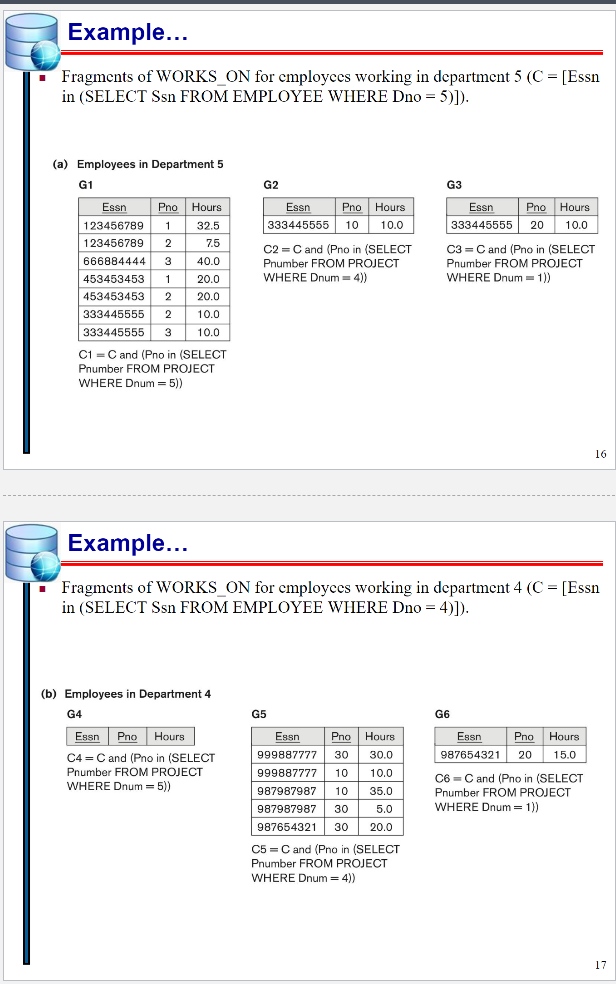 Example…
Fragments of WORKS_ON for employees working in department 5 (C = [Essn
in (SELECT Ssn FROM EMPLOYEE WHERE Dno = 5)]).
(a) Employees in Department 5
G1
Essn Pno Hours
123456789 1 32.5
123456789 2 7.5
666884444 3 40.0
453453453 1 20.0
453453453 2 20.0
333445555 2 10.0
333445555 3 10.0
C1 = C and (Pno in (SELECT
Pnumber FROM PROJECT
WHERE Dnum = 5))
G2
Essn Pno Hours
333445555 10 10.0
C2 = C and (Pno in (SELECT
Pnumber FROM PROJECT
WHERE Dnum = 4))
G3
Essn Pno Hours
333445555 20 10.0
C3 = C and (Pno in (SELECT
Pnumber FROM PROJECT
WHERE Dnum = 1))
16
Example…
Fragments of WORKS_ON for employees working in department 4 (C = [Essn
in (SELECT Ssn FROM EMPLOYEE WHERE Dno = 4)]).
(b) Employees in Department 4
G4
Essn Pno Hours
C4 = C and (Pno in (SELECT
Pnumber FROM PROJECT
WHERE Dnum = 5))
G5
Essn Pno Hours
999887777 30 30.0
999887777 10 10.0
987987987 10 35.0
987987987 30 5.0
987654321 30 20.0
C5 = C and (Pno in (SELECT
Pnumber FROM PROJECT
WHERE Dnum = 4))
G6
Essn Pno Hours
987654321 20 15.0
C6 = C and (Pno in (SELECT
Pnumber FROM PROJECT
WHERE Dnum = 1))
17